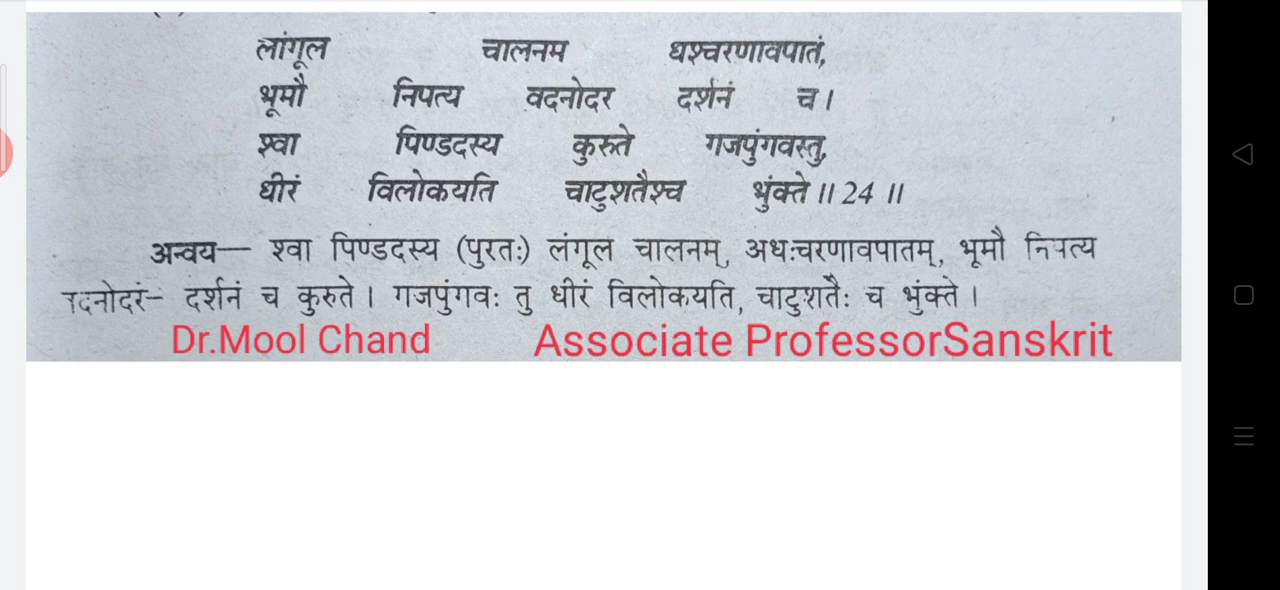 लांगूल चालनम धश्चरणावपातं,
भूमौ निपत्य वदनोदर दर्शनं च।
श्वा पिण्डदस्य कुरुते गजपुंगवस्तु,
धीरं विलोकयति चाटुशतैश्च भुंक्ते॥ 24 ॥
अन्वय— श्वा पिण्डदस्य (पुरतः) लंगूल चालनम्, अधःचरणावपातम्, भूमौ निपत्य
वदनोदरं- दर्शनं च कुरुते। गजपुंगवः तु धीरं विलोकयति, चाटुशतैः च भुंक्ते।
Dr.Mool Chand Associate ProfessorSanskrit